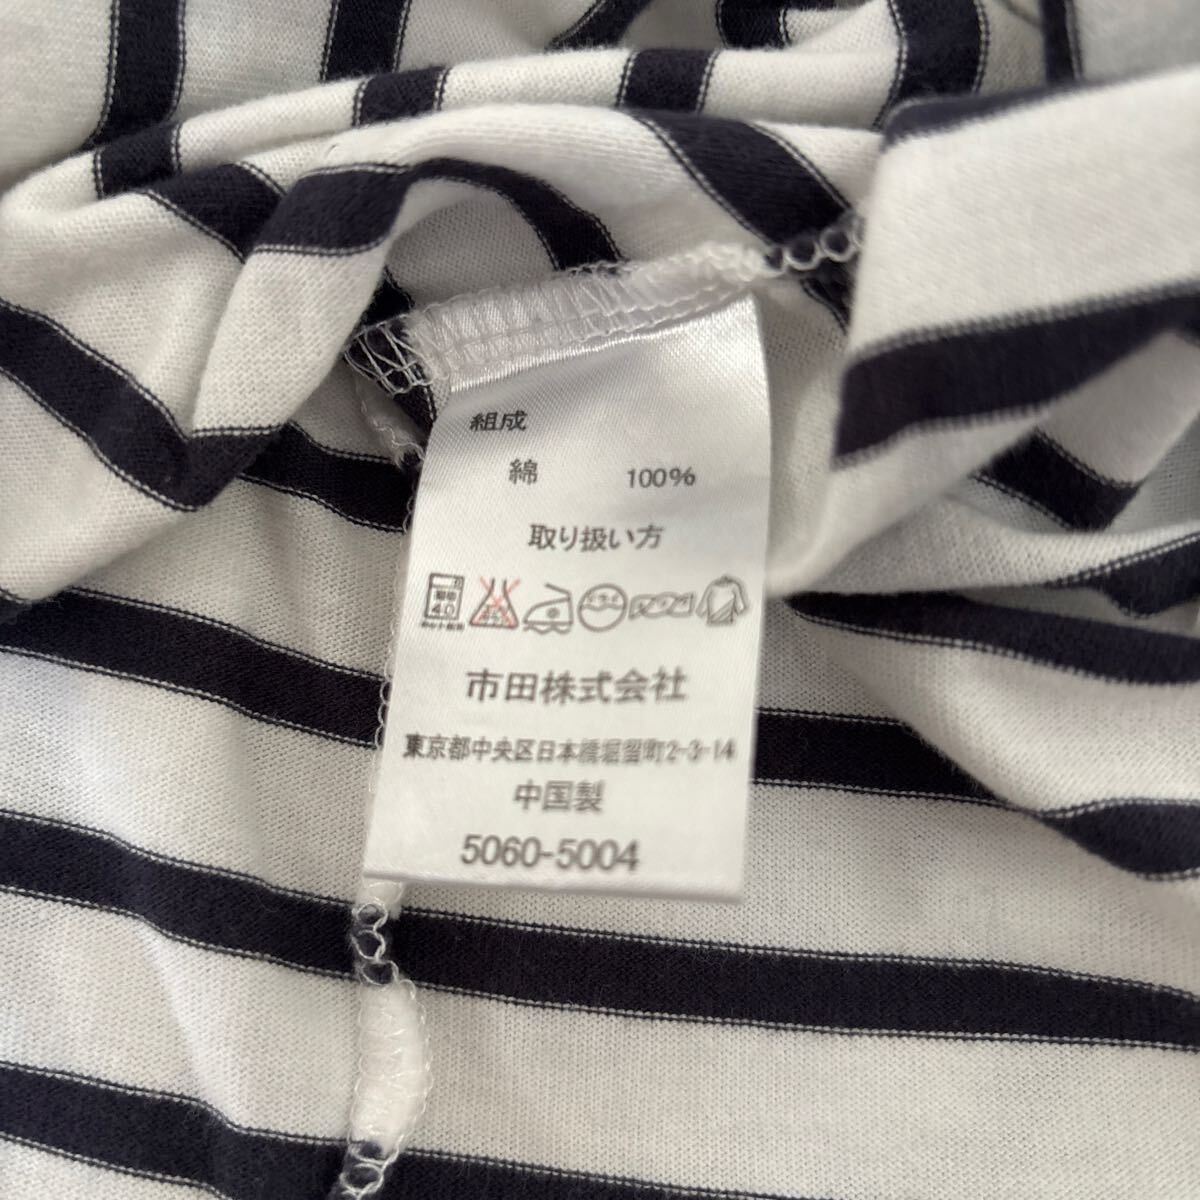 組成
綿 100%
取り扱い方
40
市田株式会社
東京都中央区日本橋堀留町2-3-14
中国製
5060-5004